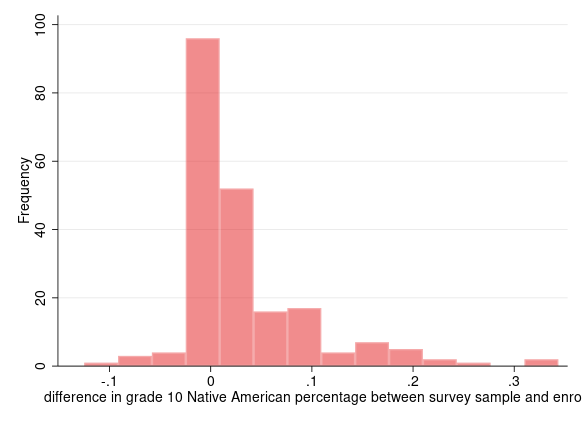 100
80
60
40
20
0
Frequency
-.1 0 .1 .2 .3
difference in grade 10 Native American percentage between survey sample and enro